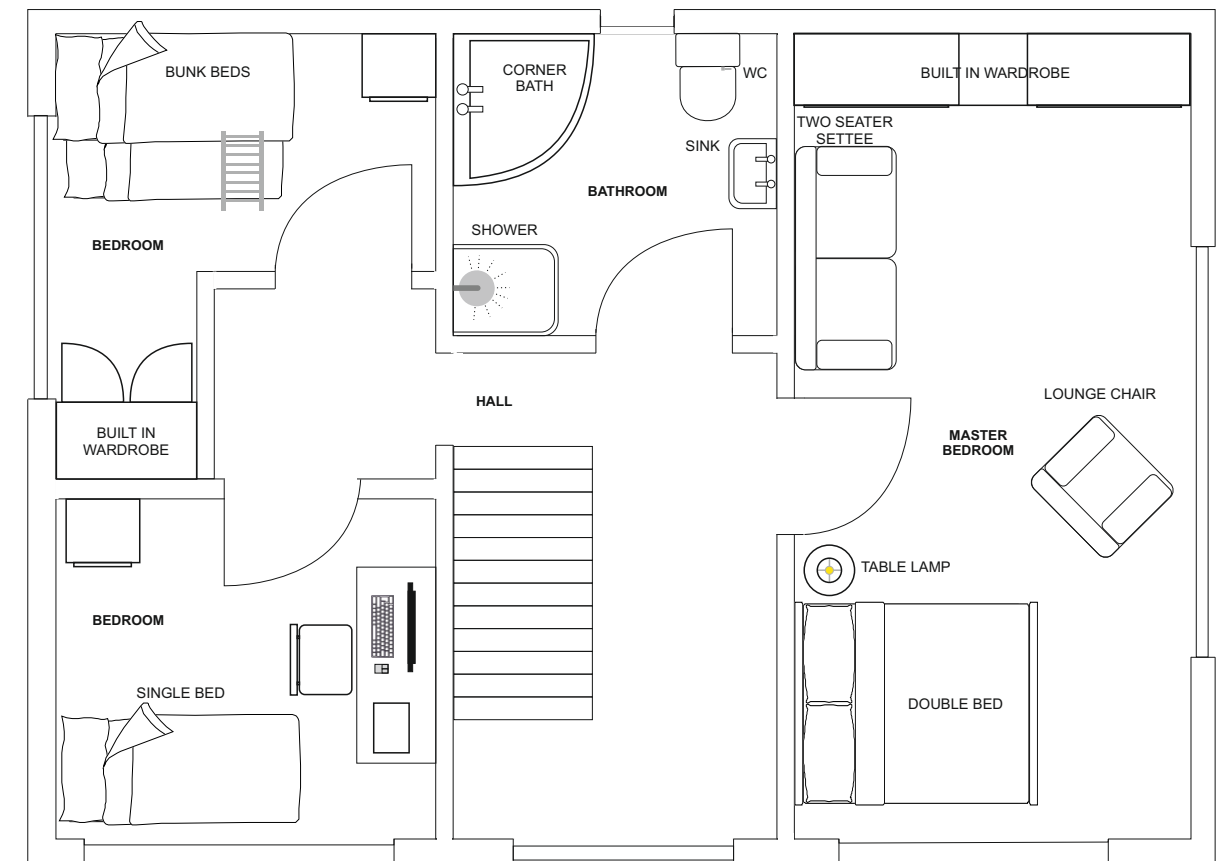 BUNK BEDS
CORNER
BATH
WC
BUILT IN WARDROBE
TWO SEATER
SETTEE
SINK
BATHROOM
SHOWER
BEDROOM
HALL
LOUNGE CHAIR
MASTER
BEDROOM
BUILT IN
WARDROBE
TABLE LAMP
BEDROOM
SINGLE BED
DOUBLE BED